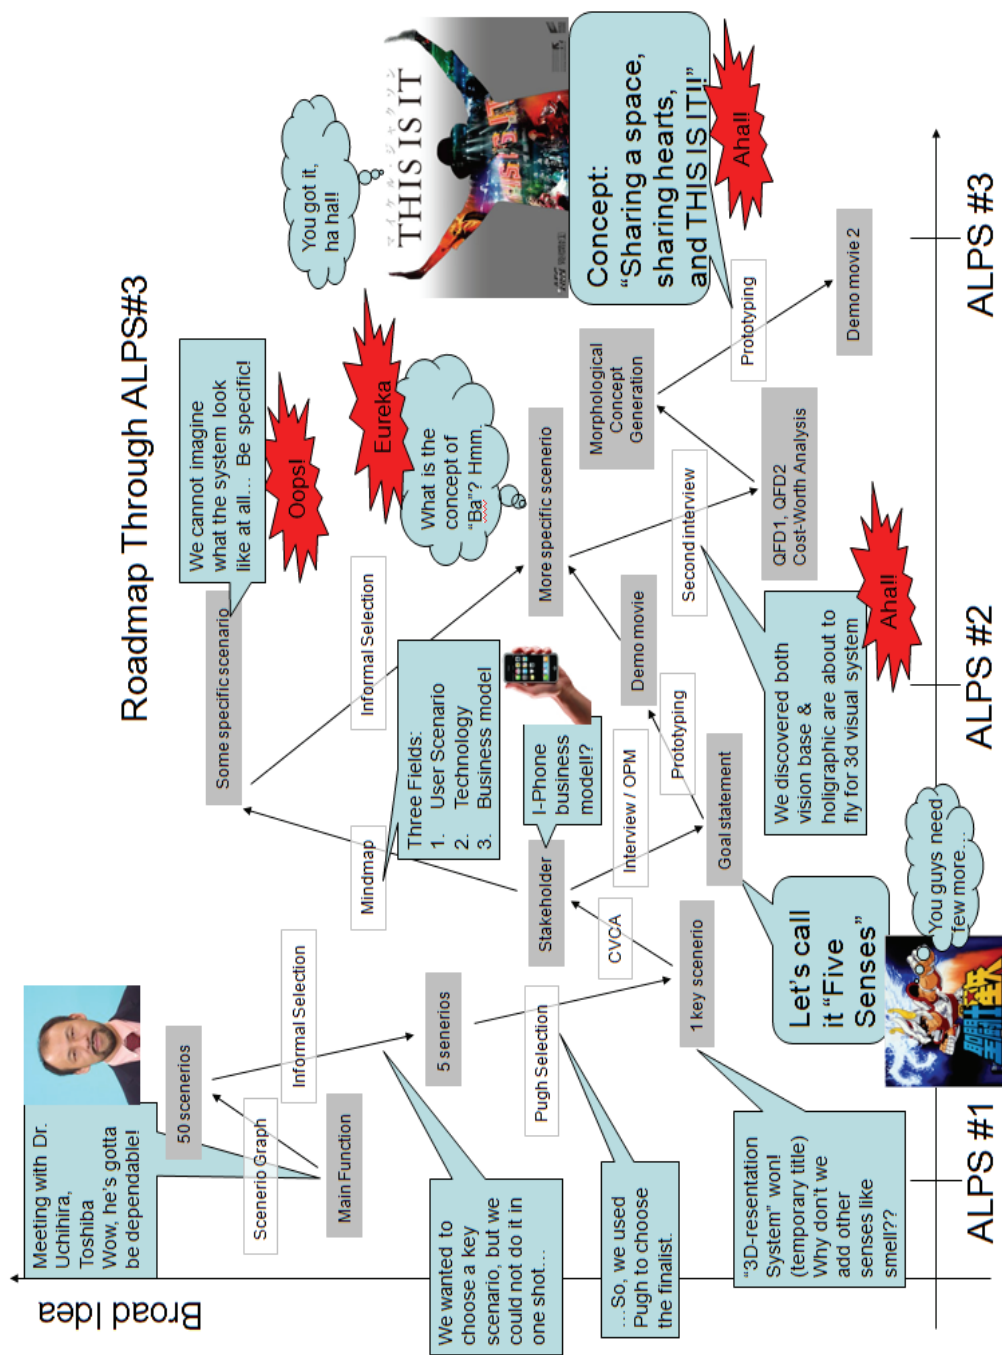 Roadmap Through ALPS#3
Broad Idea
Meeting with Dr.
Uchihira,
Toshiba
Wow, he's gotta
be dependable!
50 scenerios
Scenerio Graph
Main Function
Informal Selection
We wanted to
choose a key
scenario, but we
could not do it in
one shot…
5 senerios
Pugh Selection
…So, we used
Pugh to choose
the finalist.
1 key scenerio
"3D-resentation
System" won!
(temporary title)
Why don't we
add other
senses like
smell??
CVCA
Stakeholder
I-Phone
business
model!?
Mindmap
Three Fields:
1. User Scenario
2. Technology
3. Business model
Some specific scenario
We cannot imagine
what the system look
like at all… Be specific!
Oops!
Informal Selection
Interview / OPM
Goal statement
Let's call
it "Five
Senses"
You guys need
few more…
Prototyping
Demo movie
More specific scenerio
What is the
concept of
"Ba"? Hmm.
Eureka
Second interview
We discovered both
vision base &
holigraphic are about to
fly for 3d visual system
Aha!!
QFD1, QFD2
Cost-Worth Analysis
Morphological
Concept
Generation
Prototyping
Demo movie 2
You got it,
ha ha!!
マイケル・ジャクソン
THIS IS IT
Concept:
"Sharing a space,
sharing hearts,
and THIS IS IT!!"
Aha!!
ALPS #1
ALPS #2
ALPS #3